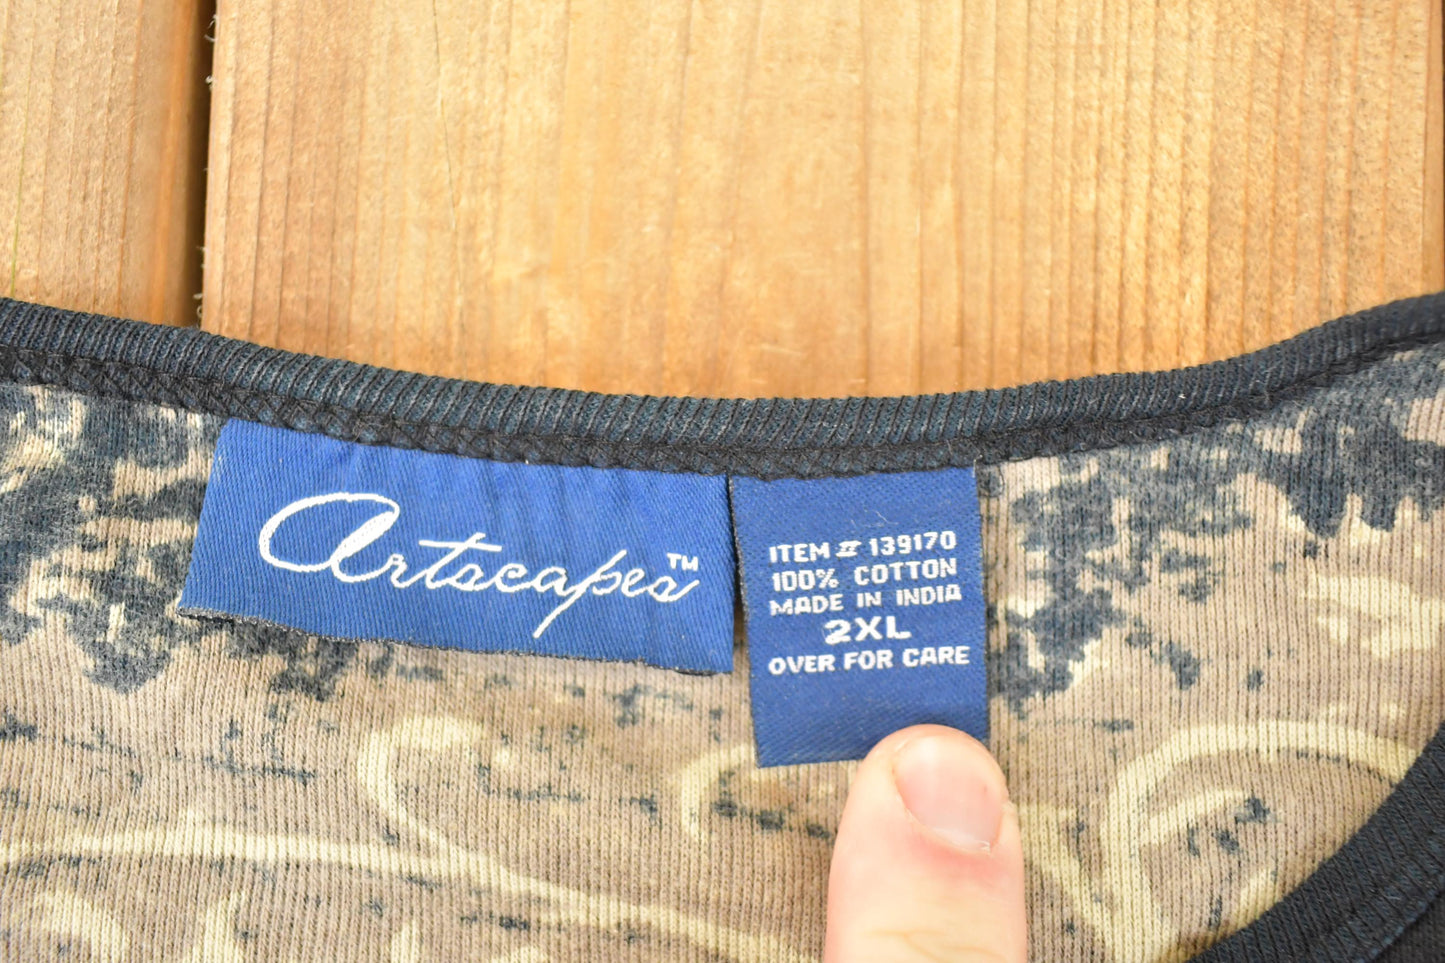 Artscapes™
ITEM # 139170
100% COTTON
MADE IN INDIA
2XL
OVER FOR CARE